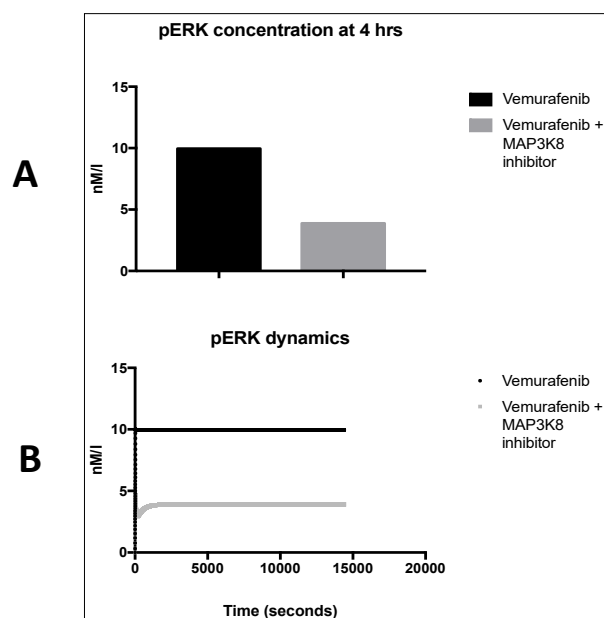 pERK concentration at 4 hrs
A
nM/l
15
10
5
0
Vemurafenib
Vemurafenib +
MAP3K8
inhibitor
pERK dynamics
B
nM/l
15
10
5
0
0 5000 10000 15000 20000
Time (seconds)
Vemurafenib
Vemurafenib +
MAP3K8
inhibitor